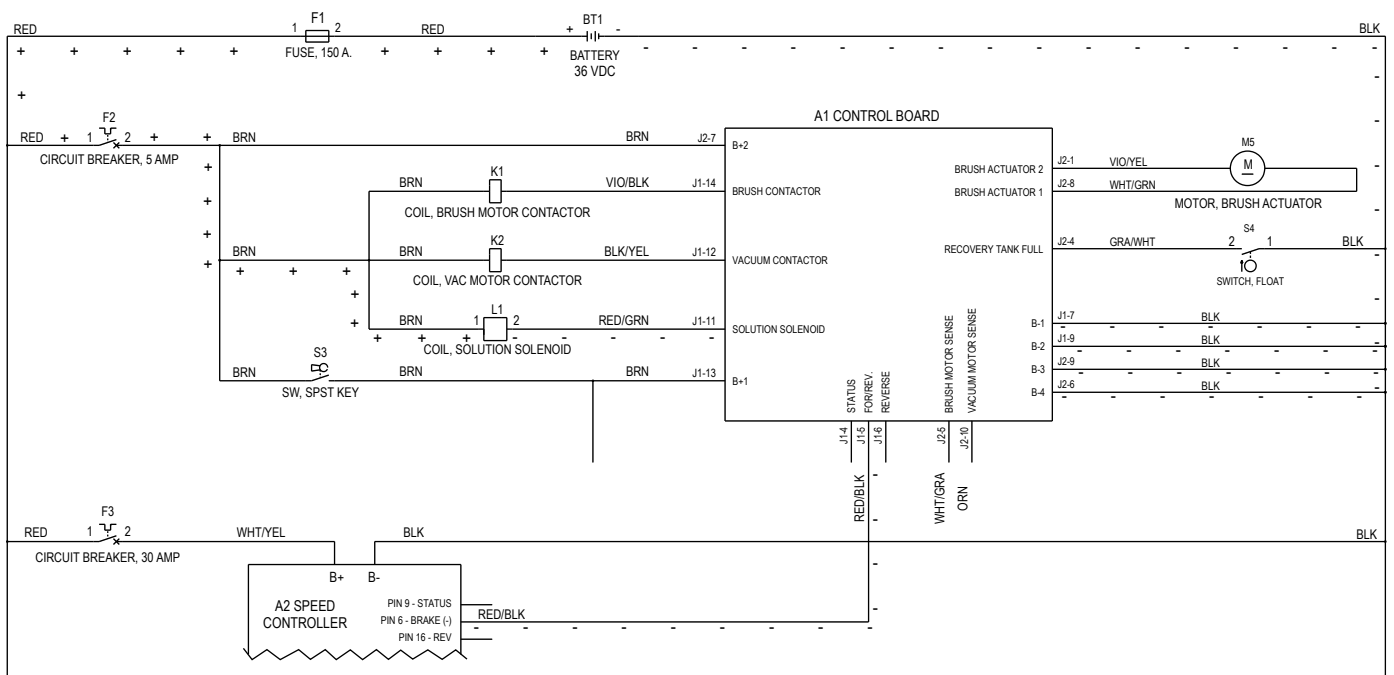 RED 1 F1 2 RED + BT1 - BLK
FUSE, 150 A.
BATTERY
36 VDC
+ + + + + + + + + - - - - - - - - - - - - - -
+
F2
RED + 1 2 + + BRN BRN J2-7
CIRCUIT BREAKER, 5 AMP
A1 CONTROL BOARD
B+2
K1
BRN VIO/BLK J1-14 BRUSH CONTACTOR
COIL, BRUSH MOTOR CONTACTOR
K2
BRN BRN BLK/YEL J1-12 VACUUM CONTACTOR
COIL, VAC MOTOR CONTACTOR
L1
BRN 1 2 RED/GRN J1-11 SOLUTION SOLENOID
COIL, SOLUTION SOLENOID
S3
BRN BRN BRN J1-13 B+1
SW, SPST KEY
M5
BRUSH ACTUATOR 2 J2-1 VIO/YEL M
BRUSH ACTUATOR 1 J2-8 WHT/GRN
MOTOR, BRUSH ACTUATOR
S4
RECOVERY TANK FULL J2-4 GRA/WHT 2 1 BLK
SWITCH, FLOAT
B-1 J1-7 BLK
B-2 J1-9 BLK
B-3 J2-9 BLK
B-4 J2-6 BLK
STATUS
FOR/REV.
REVERSE
BRUSH MOTOR SENSE
VACUUM MOTOR SENSE
J1-4
J1-5
J1-6
J2-5
J2-10
RED/BLK
WHT/GRA
ORN
F3
RED 1 2 WHT/YEL BLK BLK
CIRCUIT BREAKER, 30 AMP
B+ B-
A2 SPEED
CONTROLLER
PIN 9 - STATUS
PIN 6 - BRAKE (-) RED/BLK
PIN 16 - REV